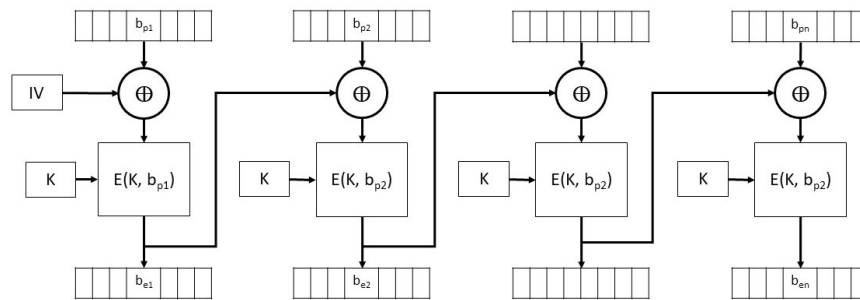 b_p1 b_p2 b_pn
IV ⊕ ⊕ ⊕ ⊕
K E(K, b_p1) K E(K, b_p2) K E(K, b_p2) K E(K, b_p2)
b_e1 b_e2 b_en